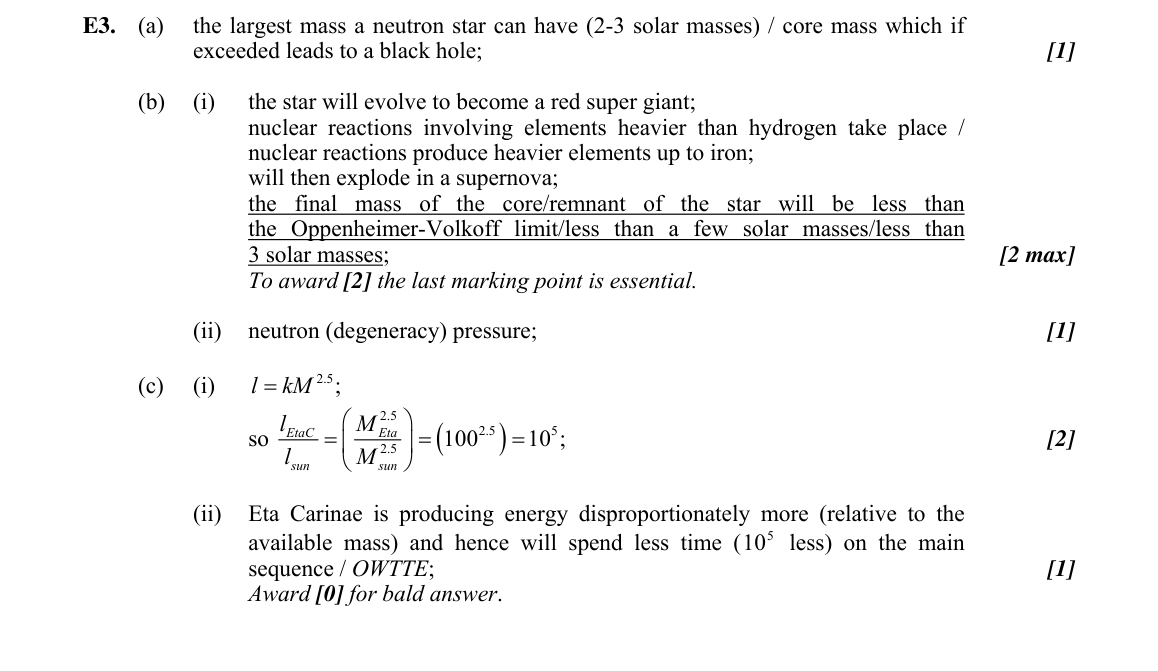 E3. (a) the largest mass a neutron star can have (2-3 solar masses) / core mass which if
exceeded leads to a black hole; [1]
(b) (i) the star will evolve to become a red super giant;
nuclear reactions involving elements heavier than hydrogen take place /
nuclear reactions produce heavier elements up to iron;
will then explode in a supernova;
the final mass of the core/remnant of the star will be less than
the Oppenheimer-Volkoff limit/less than a few solar masses/less than
3 solar masses; [2 max]
To award [2] the last marking point is essential.
(ii) neutron (degeneracy) pressure; [1]
(c) (i) l = kM^2.5;
so l_EtaC / l_sun = (M_Eta^2.5 / M_sun^2.5) = (100^2.5) = 10^5; [2]
(ii) Eta Carinae is producing energy disproportionately more (relative to the
available mass) and hence will spend less time (10^5 less) on the main
sequence / OWTTE; [1]
Award [0] for bald answer.